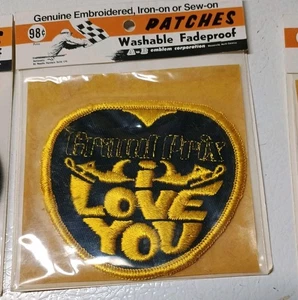 Genuine Embroidered, Iron-on or Sew-on
98¢
PATCHES
Washable Fadeproof
A-B emblem corporation
Grand Prix
i
LOVE
YOU